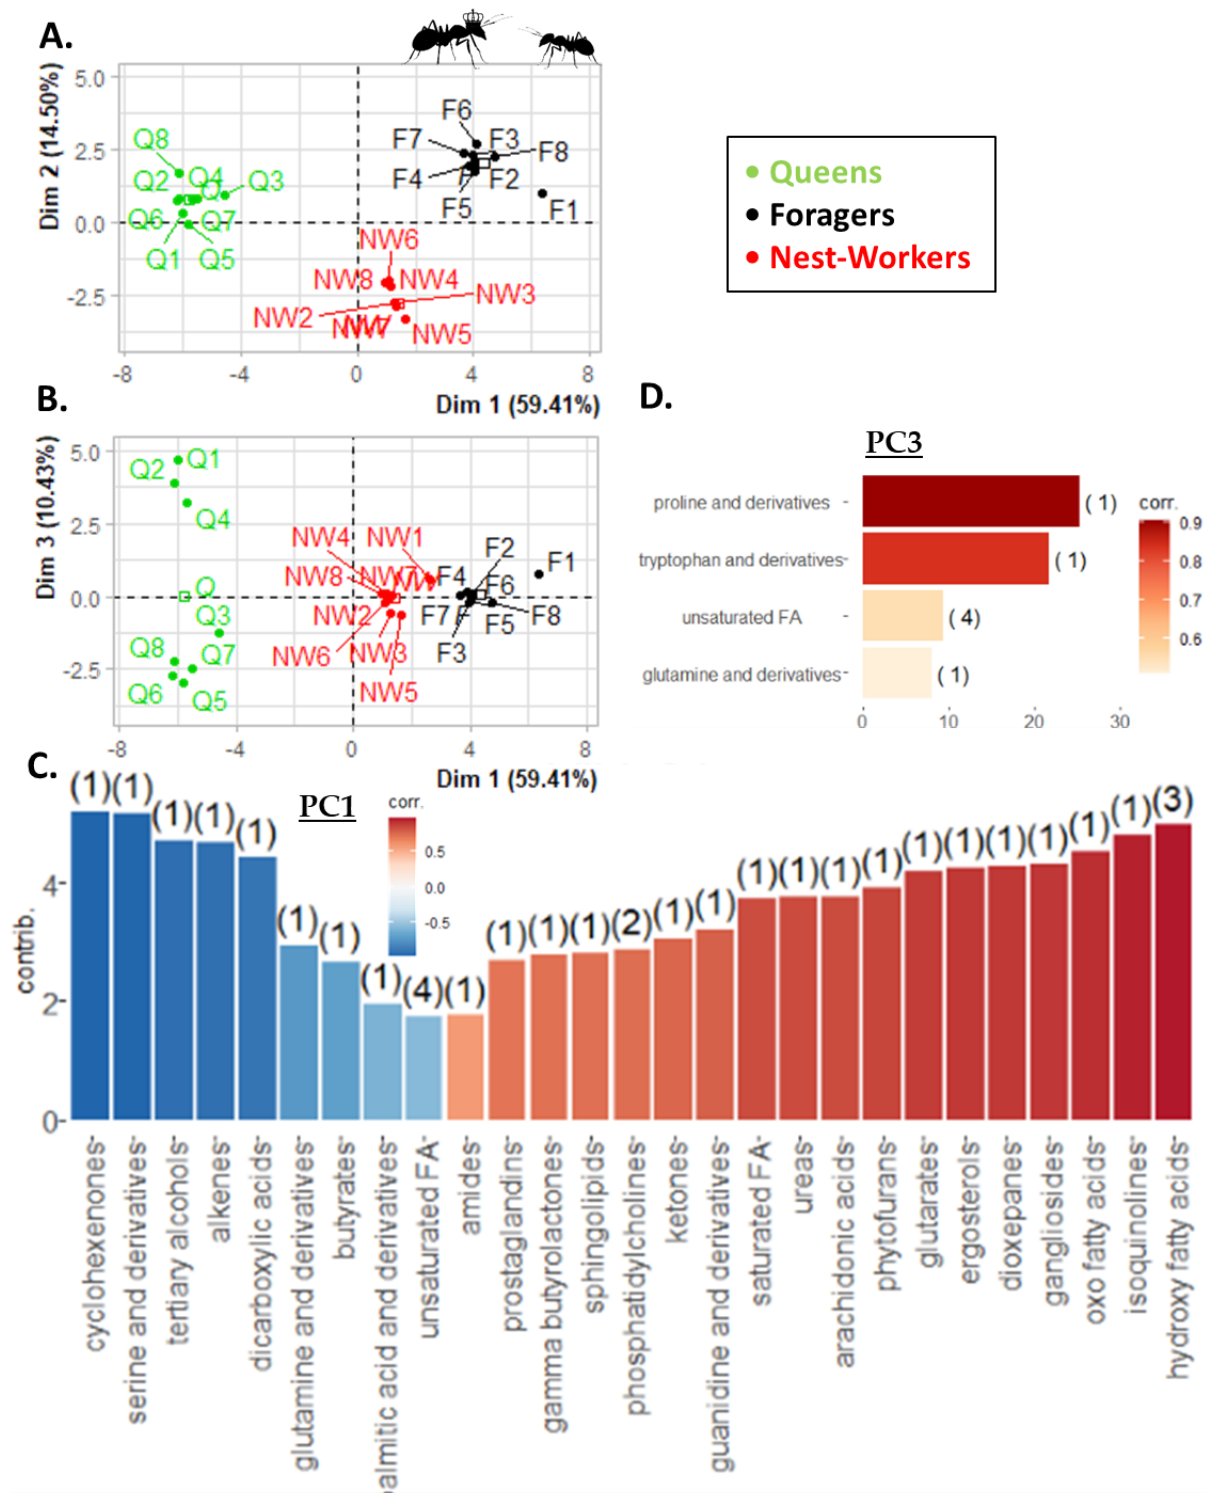 A.
Dim 2 (14.50%)
5.0
2.5
0.0
-2.5
Q8
Q2
Q4
Q
Q3
Q6
Q7
Q1
Q5
F6
F7
F3
F8
F4
F2
F5
F1
NW6
NW8
NW4
NW3
NW2
NW7
NW5
-8
-4
0
4
8
Dim 1 (59.41%)
Queens
Foragers
Nest-Workers
B.
Dim 3 (10.43%)
5.0
2.5
0.0
-2.5
Q1
Q2
Q4
Q
Q3
Q8
Q7
Q6
Q5
NW4
NW1
NW8
NW7
NW2
NW6
NW3
NW5
F2
F1
F4
F6
F7
F5
F8
F3
-8
-4
0
4
8
Dim 1 (59.41%)
D.
PC3
proline and derivatives
(1)
tryptophan and derivatives
(1)
unsaturated FA
(4)
glutamine and derivatives
(1)
0
10
20
30
corr.
0.9
0.8
0.7
0.6
C.
PC1
corr.
0.5
0.0
-0.5
contrib.
4
2
0
(1)(1)
(1)(1)(1)
(1)(1)
(1)(4)(1)
(1)(1)(1)(2)(1)(1)
(1)(1)(1)(1)(1)(1)(1)(1)(1)(1)(3)
cyclohexenones
serine and derivatives
tertiary alcohols
alkenes
dicarboxylic acids
glutamine and derivatives
butyrates
almitic acid and derivatives
unsaturated FA
amides
prostaglandins
gamma butyrolactones
sphingolipids
phosphatidylcholines
ketones
guanidine and derivatives
saturated FA
ureas
arachidonic acids
phytofurans
glutarates
ergosterols
dioxepanes
gangliosides
oxo fatty acids
isoquinolines
hydroxy fatty acids